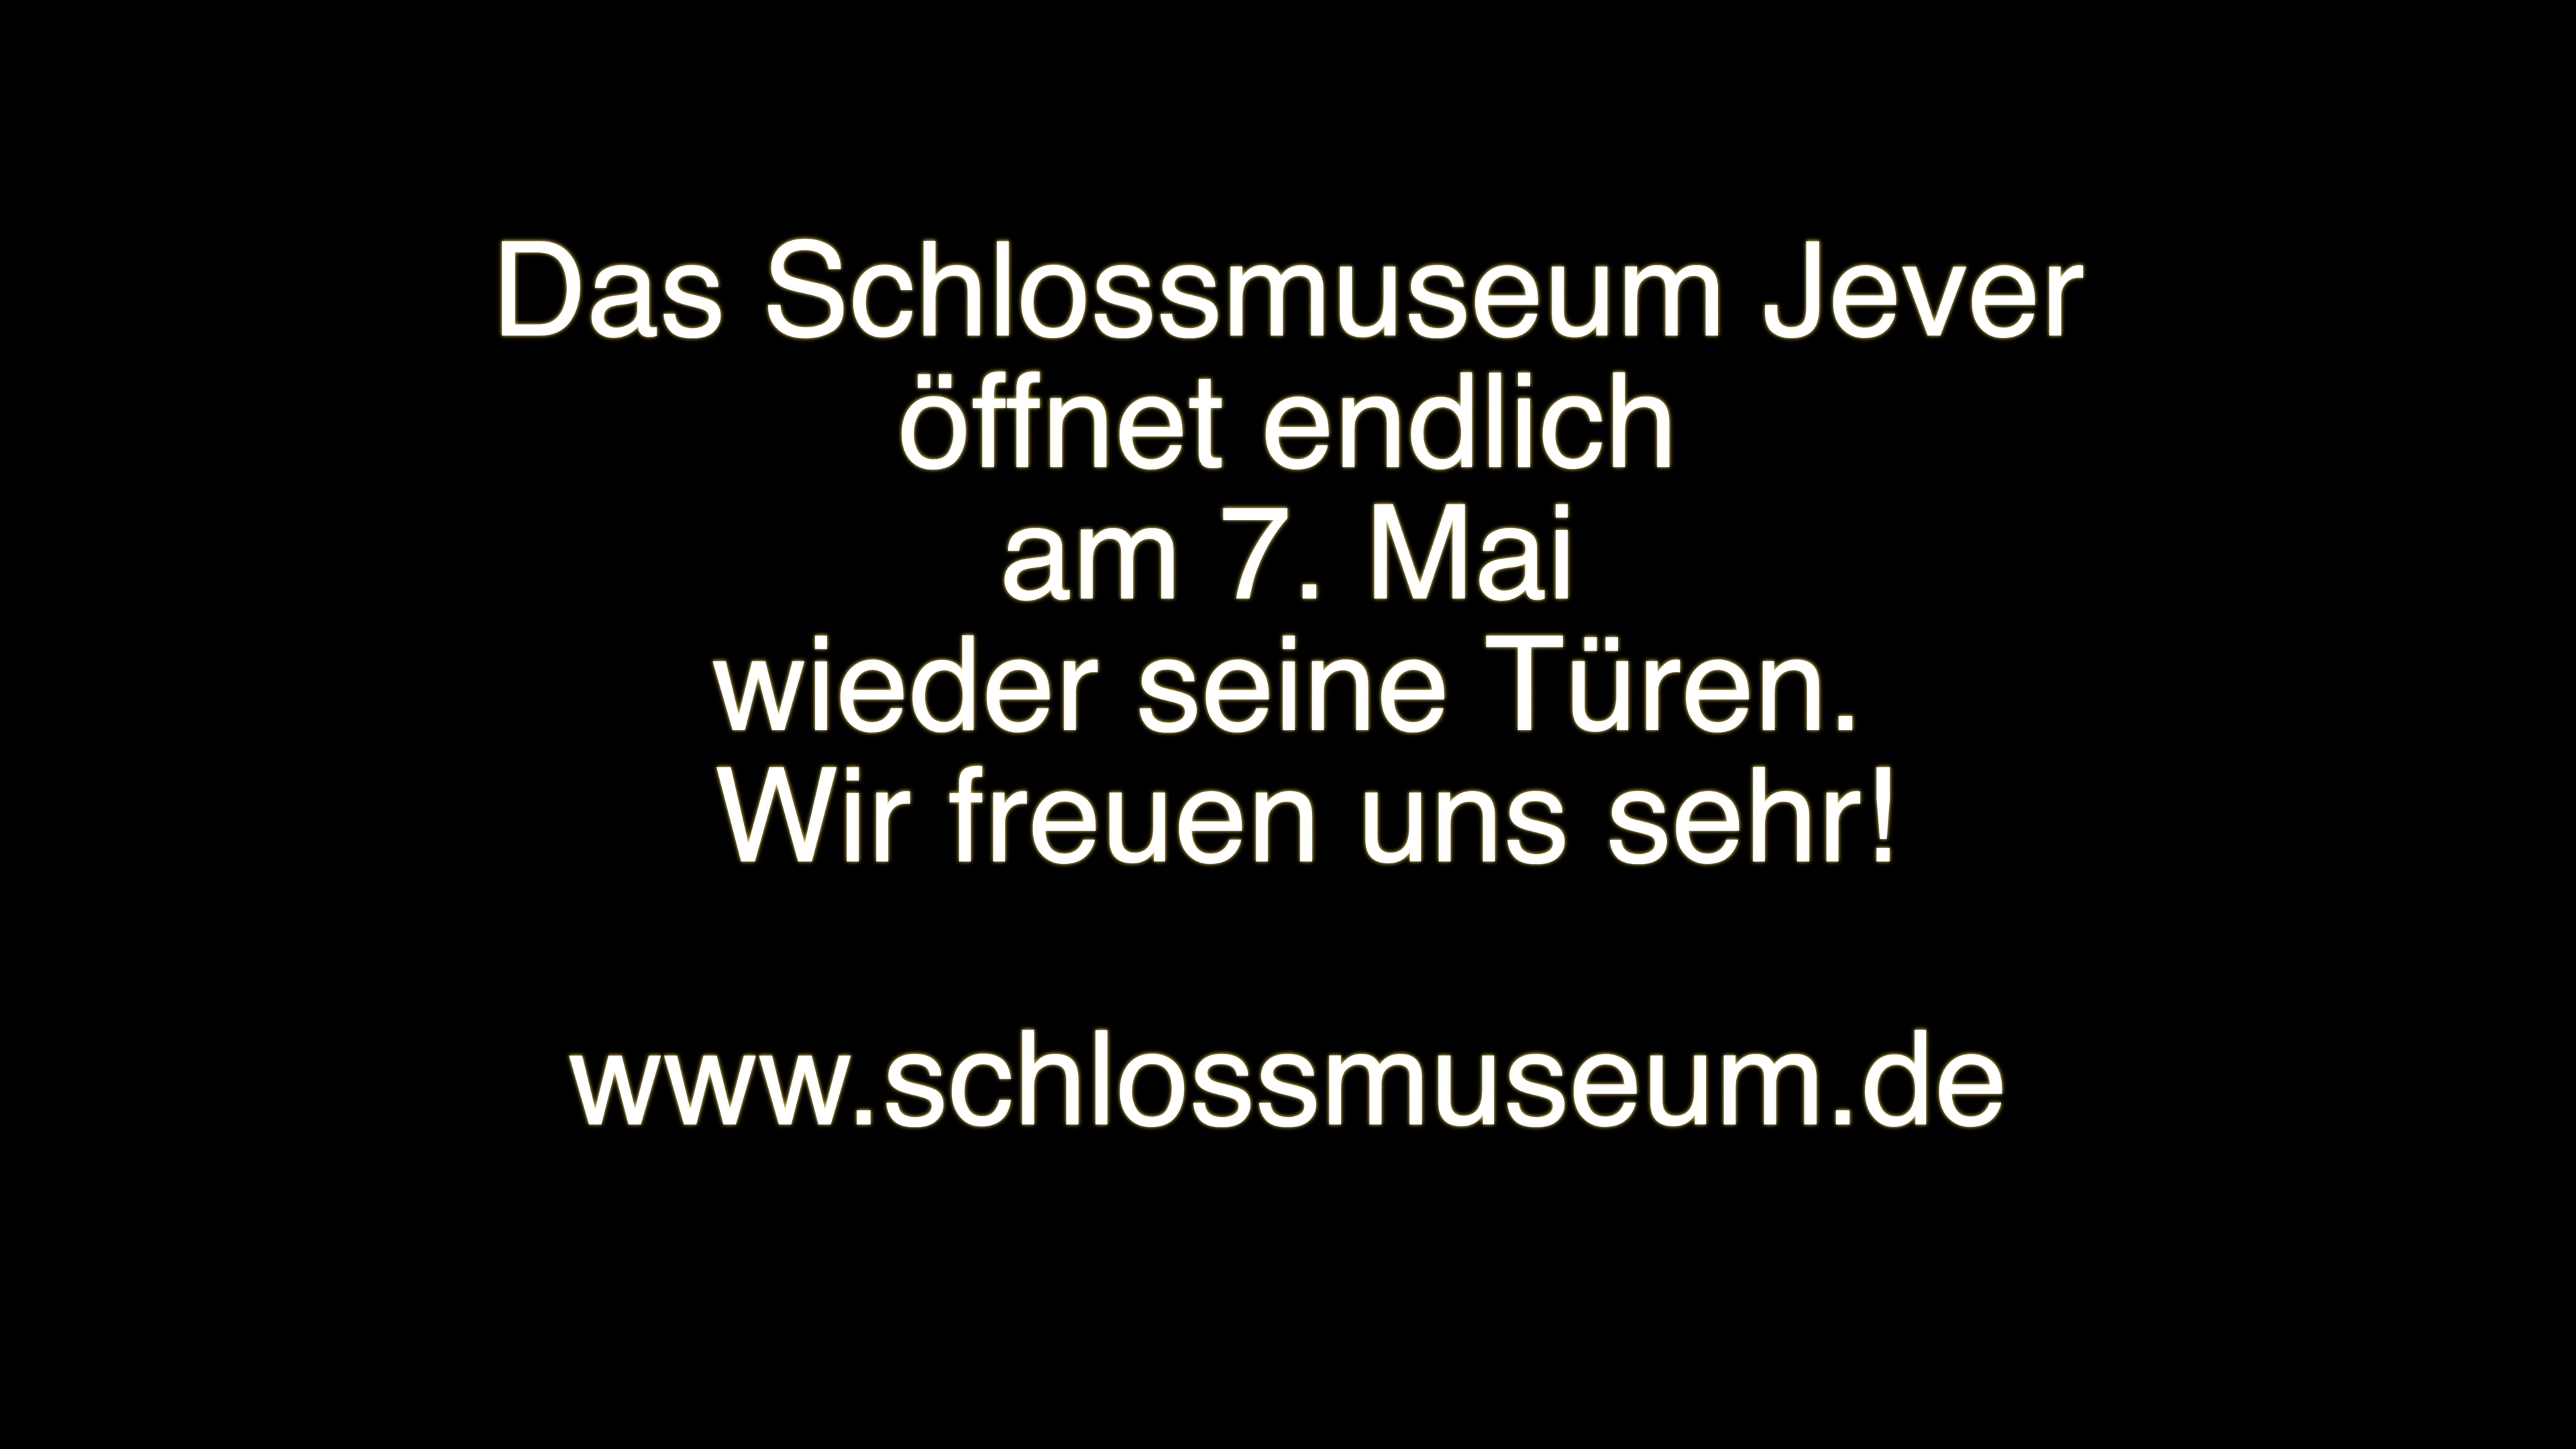 Das Schlossmuseum Jever
öffnet endlich
am 7. Mai
wieder seine Türen.
Wir freuen uns sehr!
www.schlossmuseum.de